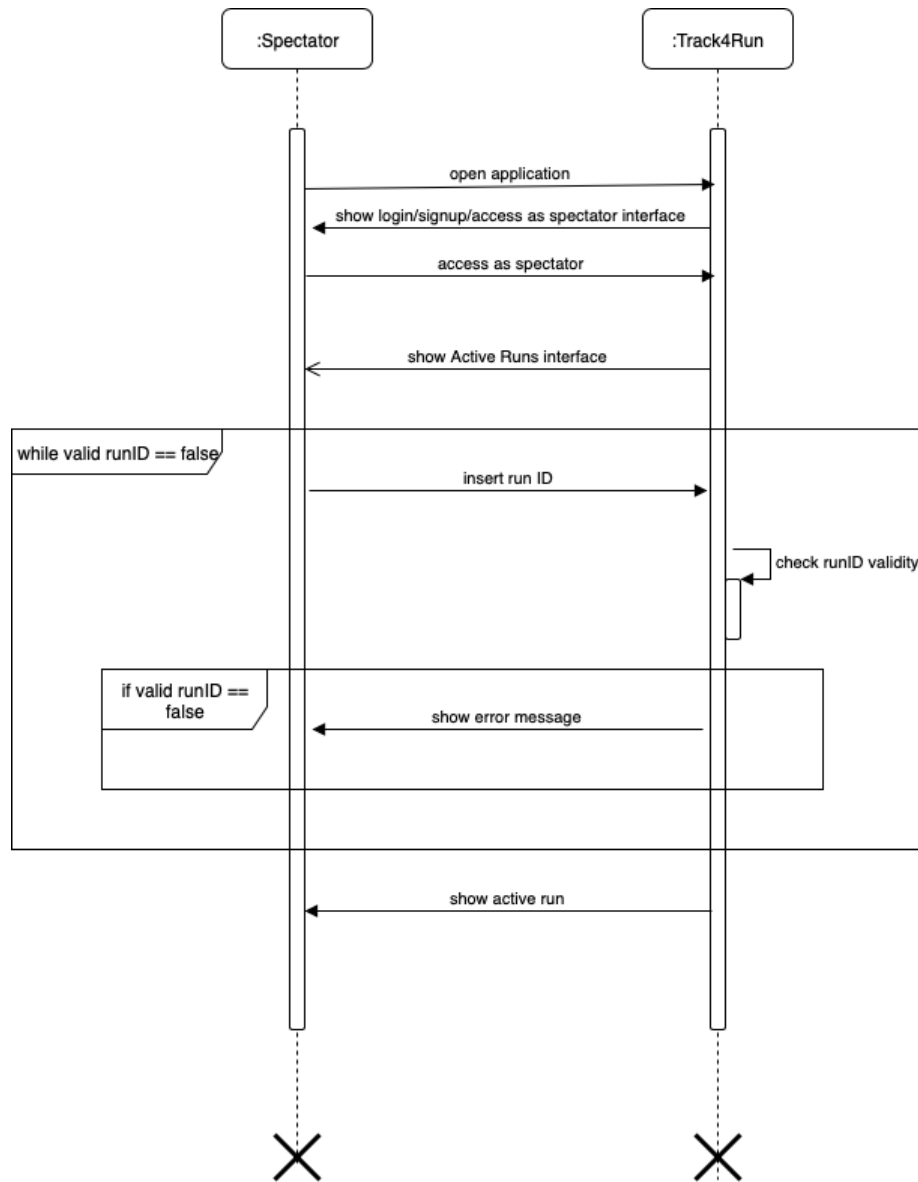 :Spectator
:Track4Run
open application
show login/signup/access as spectator interface
access as spectator
show Active Runs interface
while valid runID == false
insert run ID
check runID validity
if valid runID ==
false
show error message
show active run